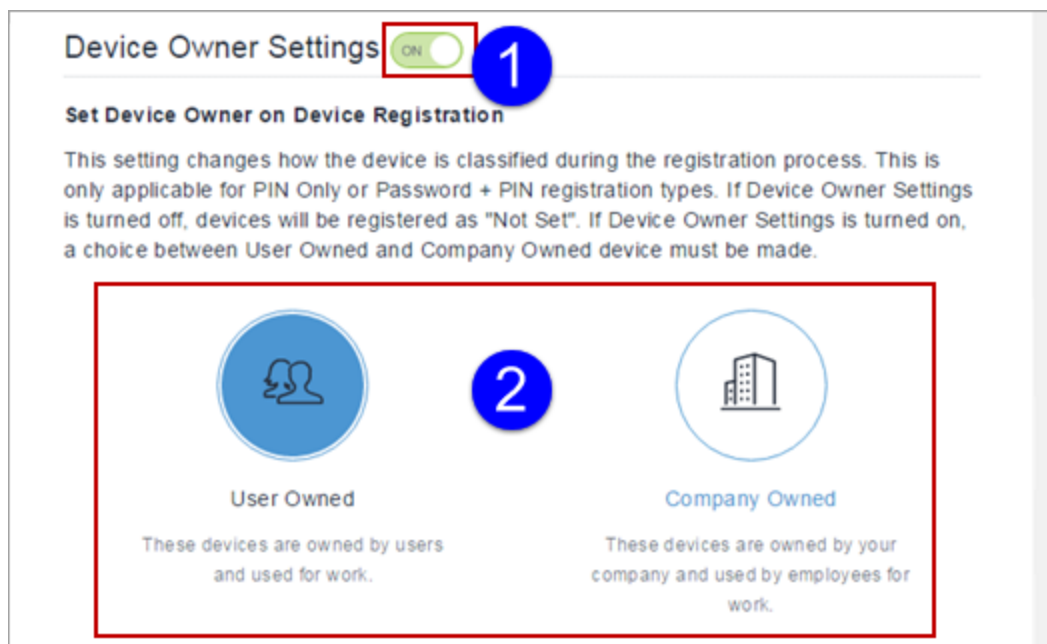 Device Owner Settings ON 1
Set Device Owner on Device Registration
This setting changes how the device is classified during the registration process. This is
only applicable for PIN Only or Password + PIN registration types. If Device Owner Settings
is turned off, devices will be registered as "Not Set". If Device Owner Settings is turned on,
a choice between User Owned and Company Owned device must be made.
2
User Owned
These devices are owned by users
and used for work.
Company Owned
These devices are owned by your
company and used by employees for
work.